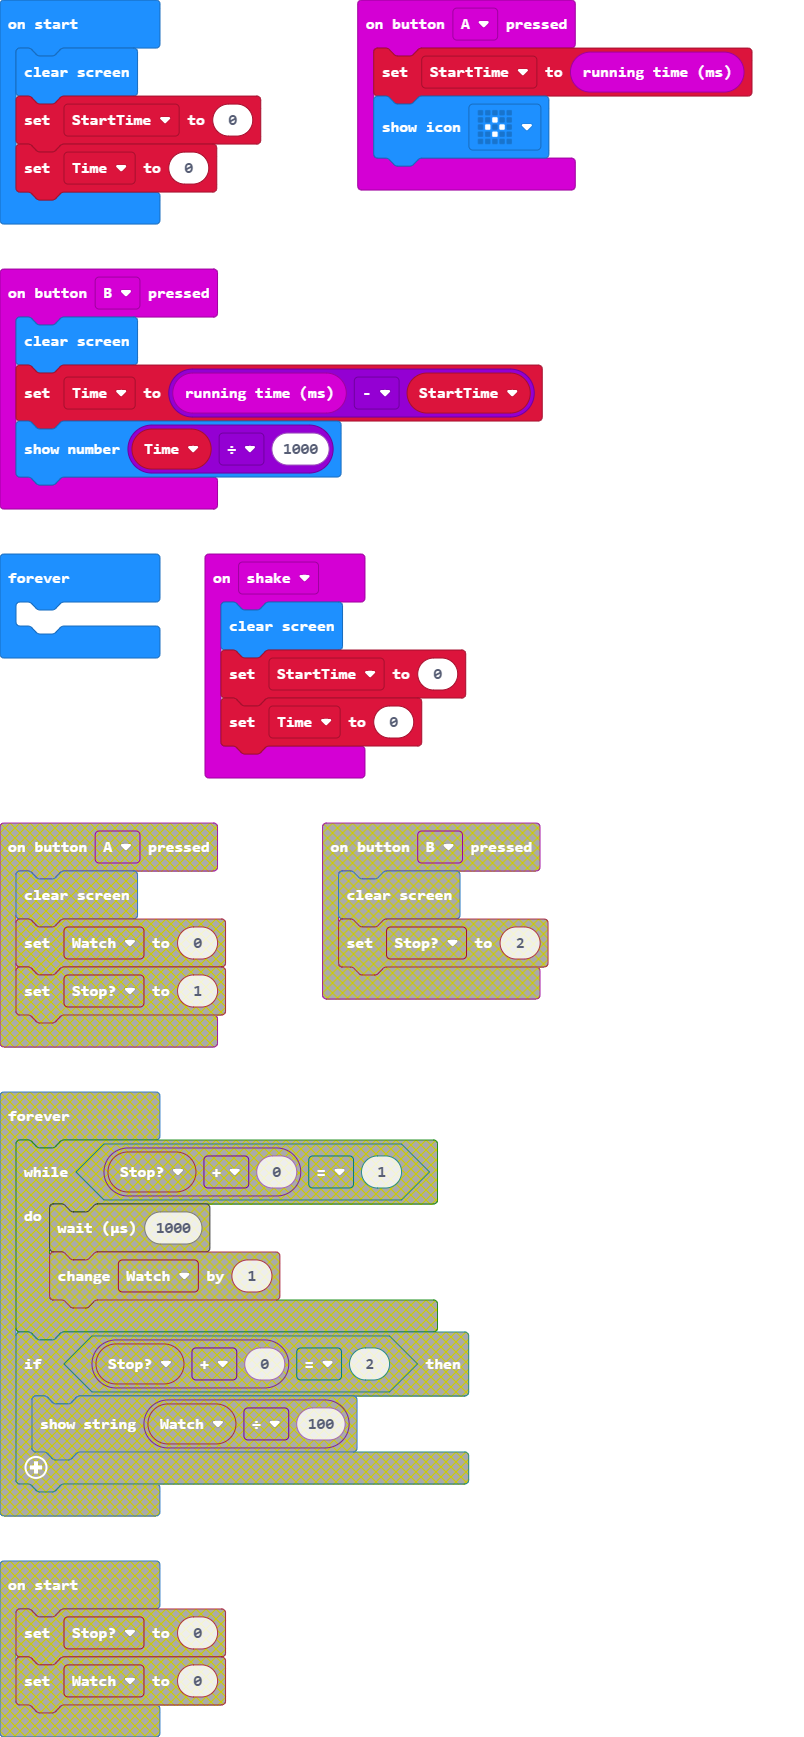 on start
clear screen
set StartTime to 0
set Time to 0
on button A pressed
set StartTime to running time (ms)
show icon
on button B pressed
clear screen
set Time to running time (ms) - StartTime
show number Time ÷ 1000
forever
on shake
clear screen
set StartTime to 0
set Time to 0
on button A pressed
clear screen
set Watch to 0
set Stop? to 1
on button B pressed
clear screen
set Stop? to 2
forever
while Stop? + 0 = 1
do
wait (µs) 1000
change Watch by 1
if Stop? + 0 = 2 then
show string Watch ÷ 100
on start
set Stop? to 0
set Watch to 0